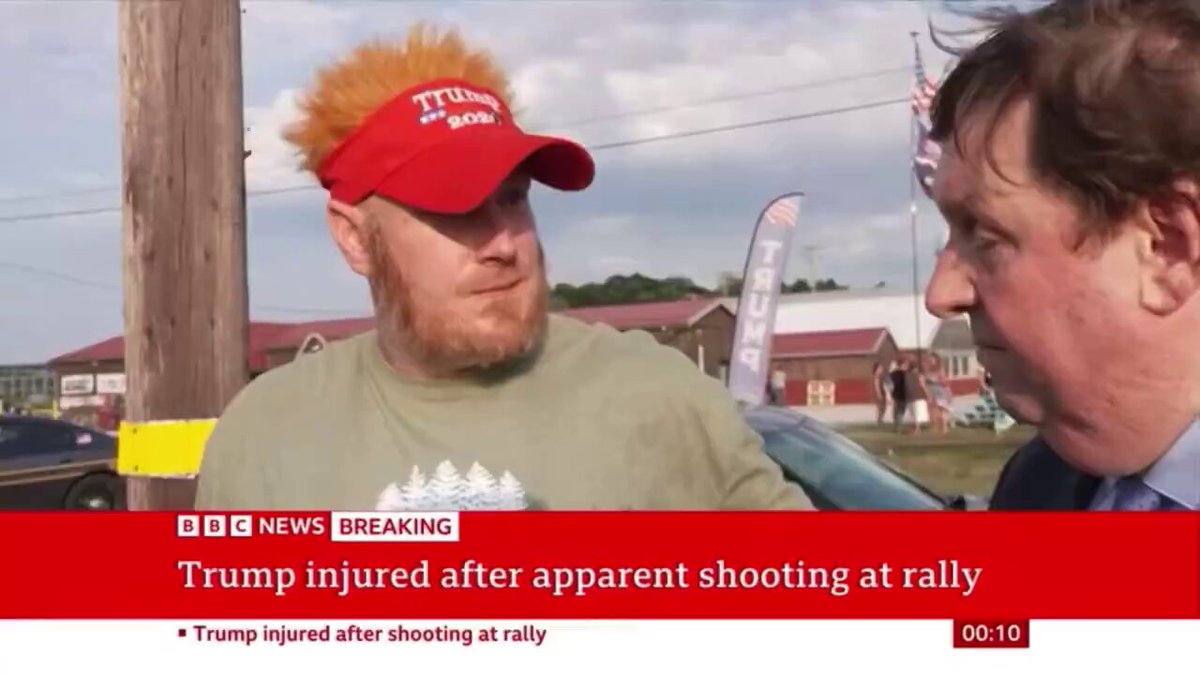 Trump
TRUMP
BBC NEWS BREAKING
Trump injured after apparent shooting at rally
▪ Trump injured after shooting at rally
00:10